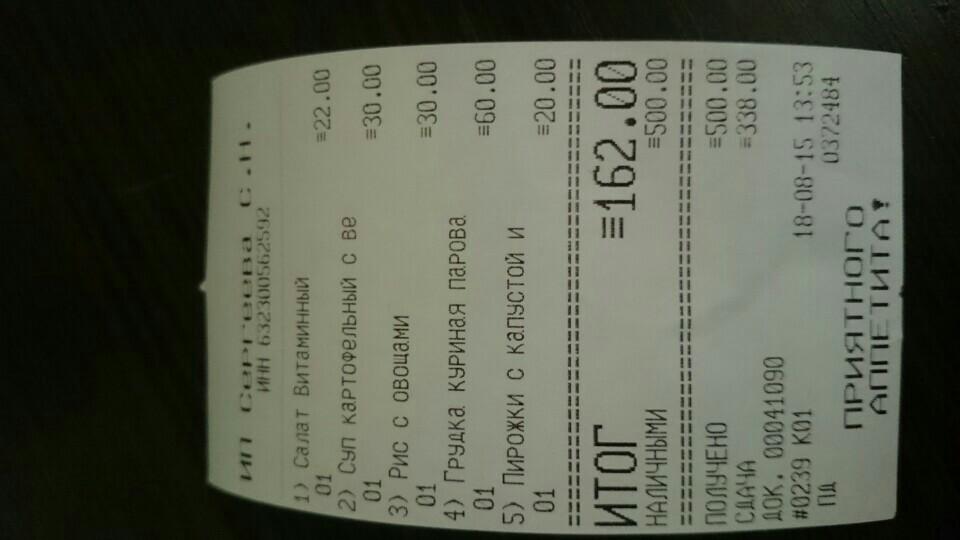 ИП Сергеева С.Н.
ИНН 632300562592
1) Салат Витаминный
01 ≡22.00
2) Суп картофельный с ве
01 ≡30.00
3) Рис с овощами
01 ≡30.00
4) Грудка куриная парова
01 ≡60.00
5) Пирожки с капустой и
01 ≡20.00
ИТОГ ≡162.00
НАЛИЧНЫМИ ≡500.00
ПОЛУЧЕНО ≡500.00
СДАЧА ≡338.00
ДОК. 00041090
#0239 К01 18-08-15 13:53
ПД 0372484
ПРИЯТНОГО
АППЕТИТА!